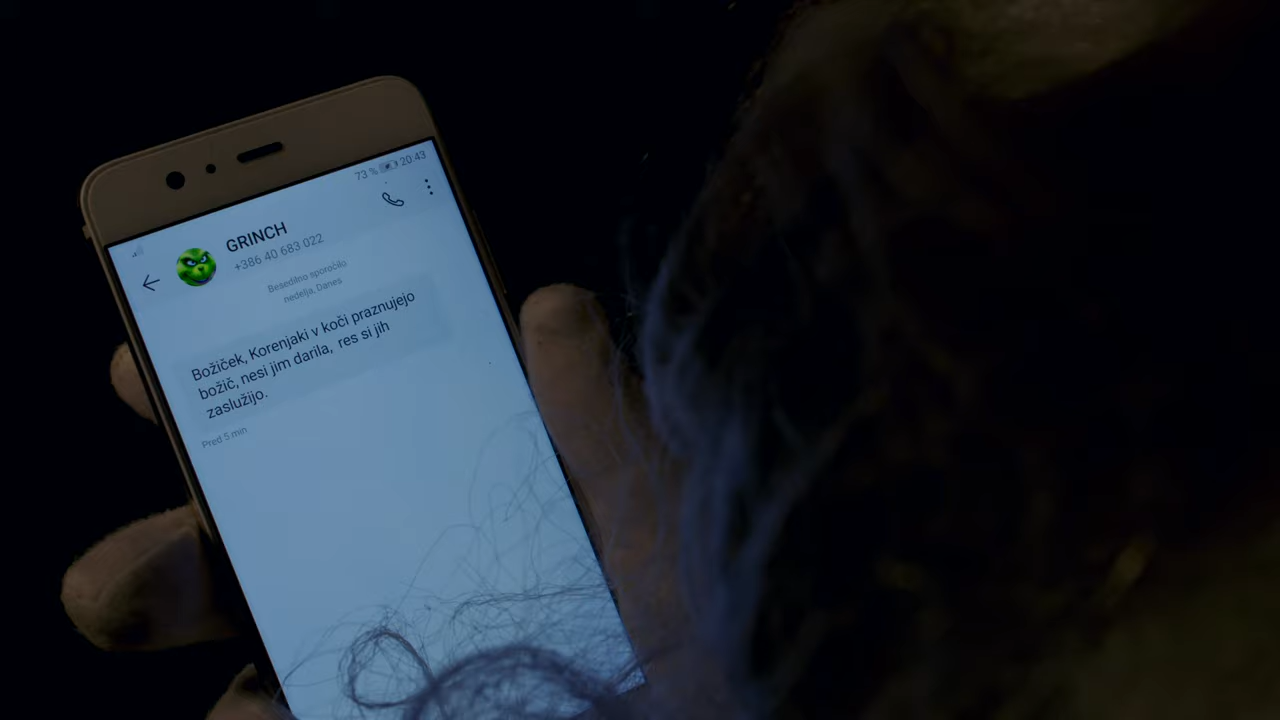 73 % 20:43
GRINCH
+386 40 683 022
Besedilno sporočilo
nedelja, Danes
Božiček, Korenjaki v koči praznujejo
božič, nesi jim darila, res si jih
zaslužijo.
Pred 5 min